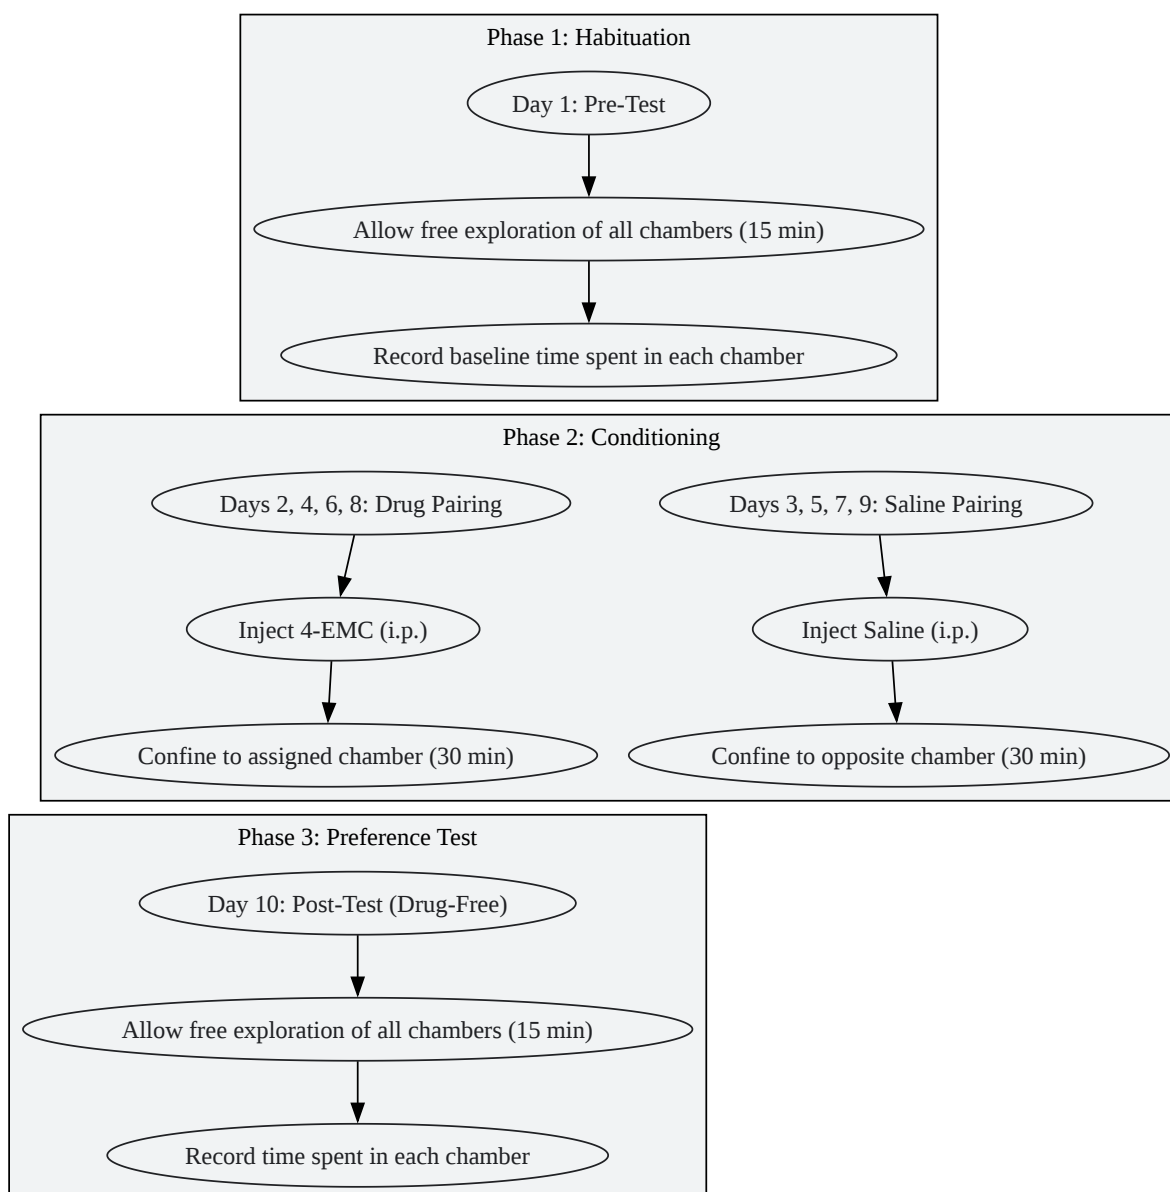 Phase 1: Habituation
Day 1: Pre-Test
Allow free exploration of all chambers (15 min)
Record baseline time spent in each chamber
Phase 2: Conditioning
Days 2, 4, 6, 8: Drug Pairing
Inject 4-EMC (i.p.)
Confine to assigned chamber (30 min)
Days 3, 5, 7, 9: Saline Pairing
Inject Saline (i.p.)
Confine to opposite chamber (30 min)
Phase 3: Preference Test
Day 10: Post-Test (Drug-Free)
Allow free exploration of all chambers (15 min)
Record time spent in each chamber